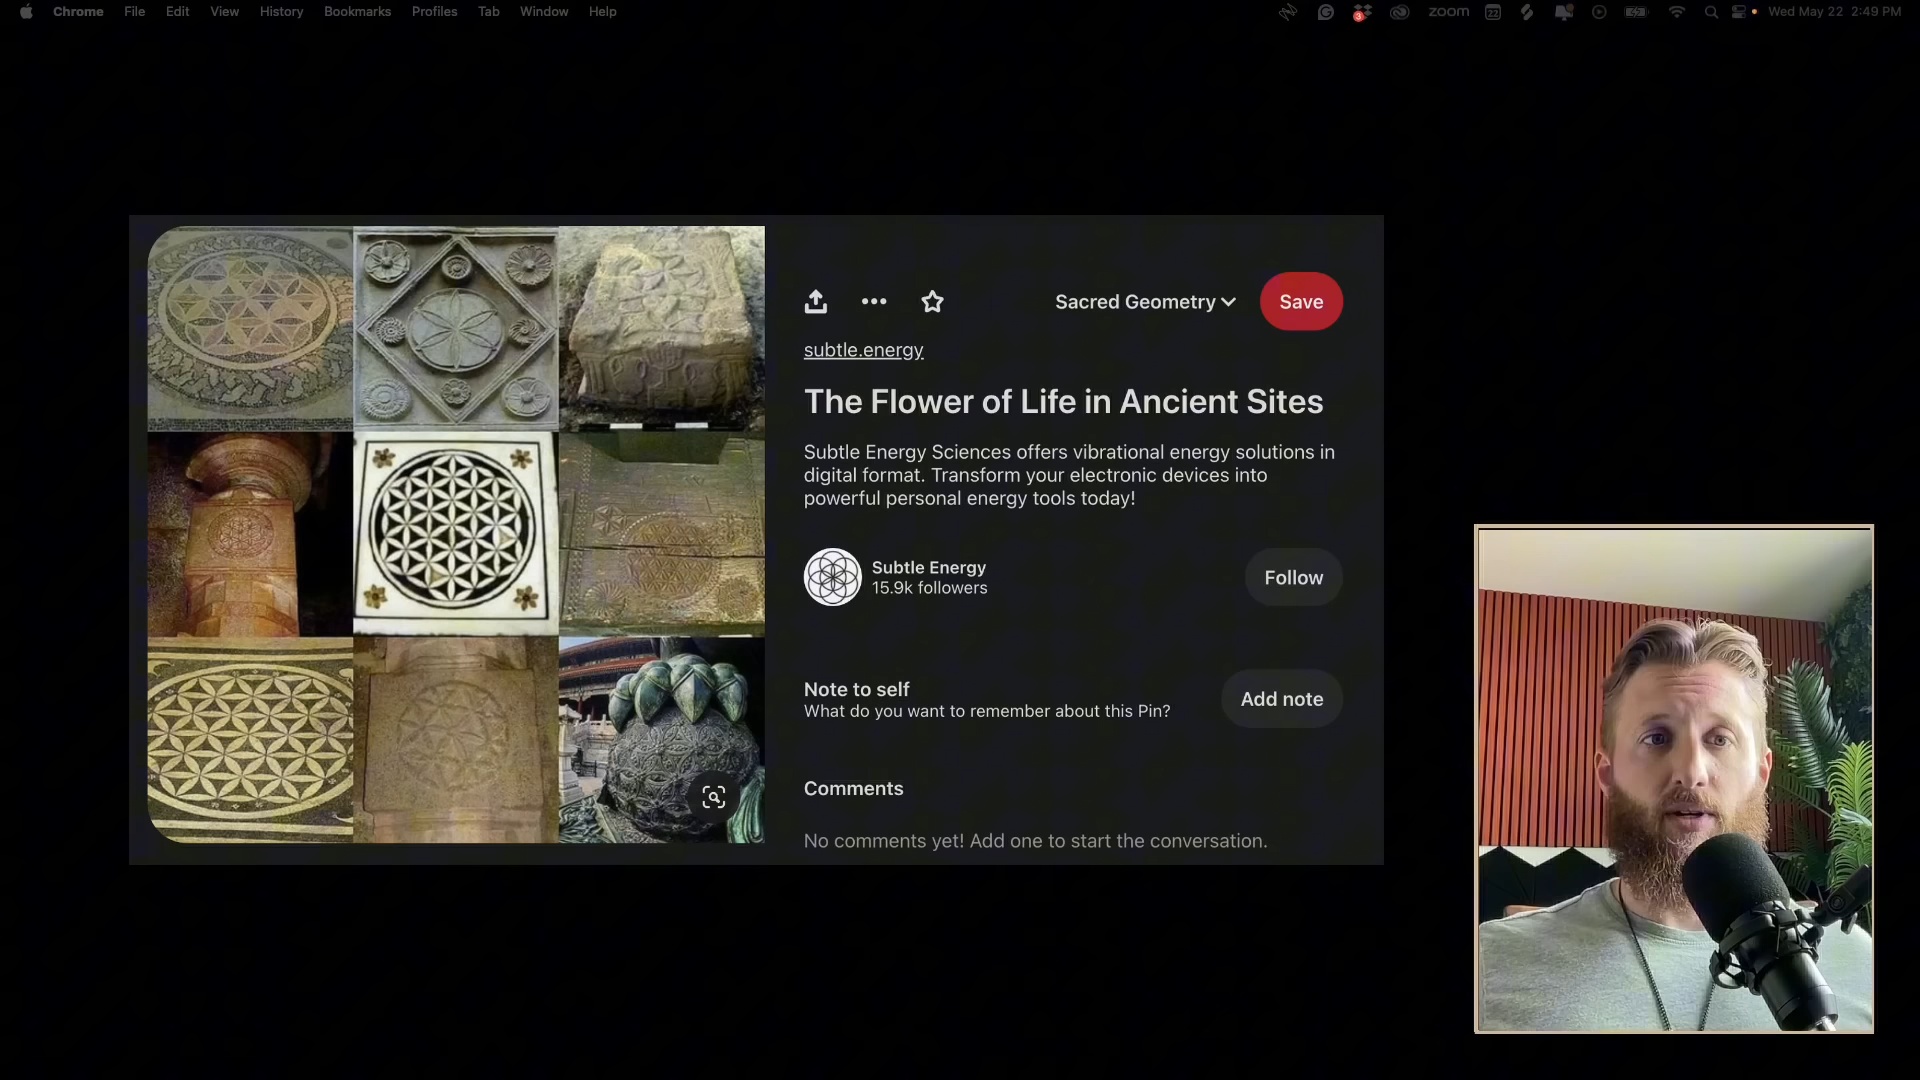 Chrome File Edit View History Bookmarks Profiles Tab Window Help
3 zoom 22 Wed May 22 2:49 PM
Sacred Geometry Save
subtle.energy
The Flower of Life in Ancient Sites
Subtle Energy Sciences offers vibrational energy solutions in
digital format. Transform your electronic devices into
powerful personal energy tools today!
Subtle Energy
15.9k followers
Follow
Note to self
What do you want to remember about this Pin?
Add note
Comments
No comments yet! Add one to start the conversation.